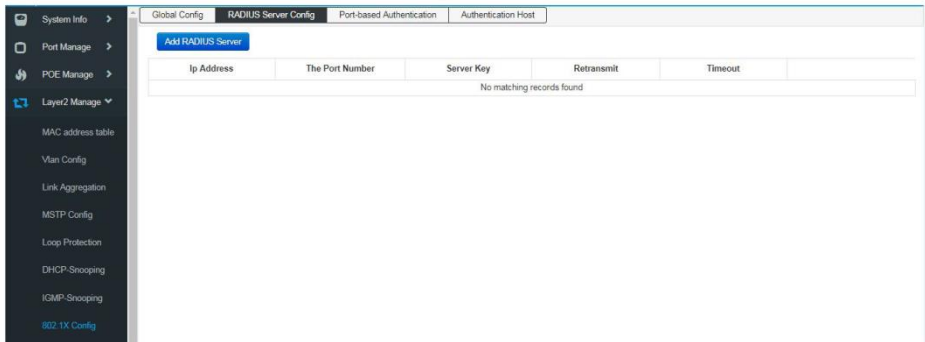 System Info
Port Manage
POE Manage
Layer2 Manage
MAC address table
Vlan Config
Link Aggregation
MSTP Config
Loop Protection
DHCP-Snooping
IGMP-Snooping
802.1X Config
Global Config RADIUS Server Config Port-based Authentication Authentication Host
Add RADIUS Server
Ip Address The Port Number Server Key Retransmit Timeout
No matching records found